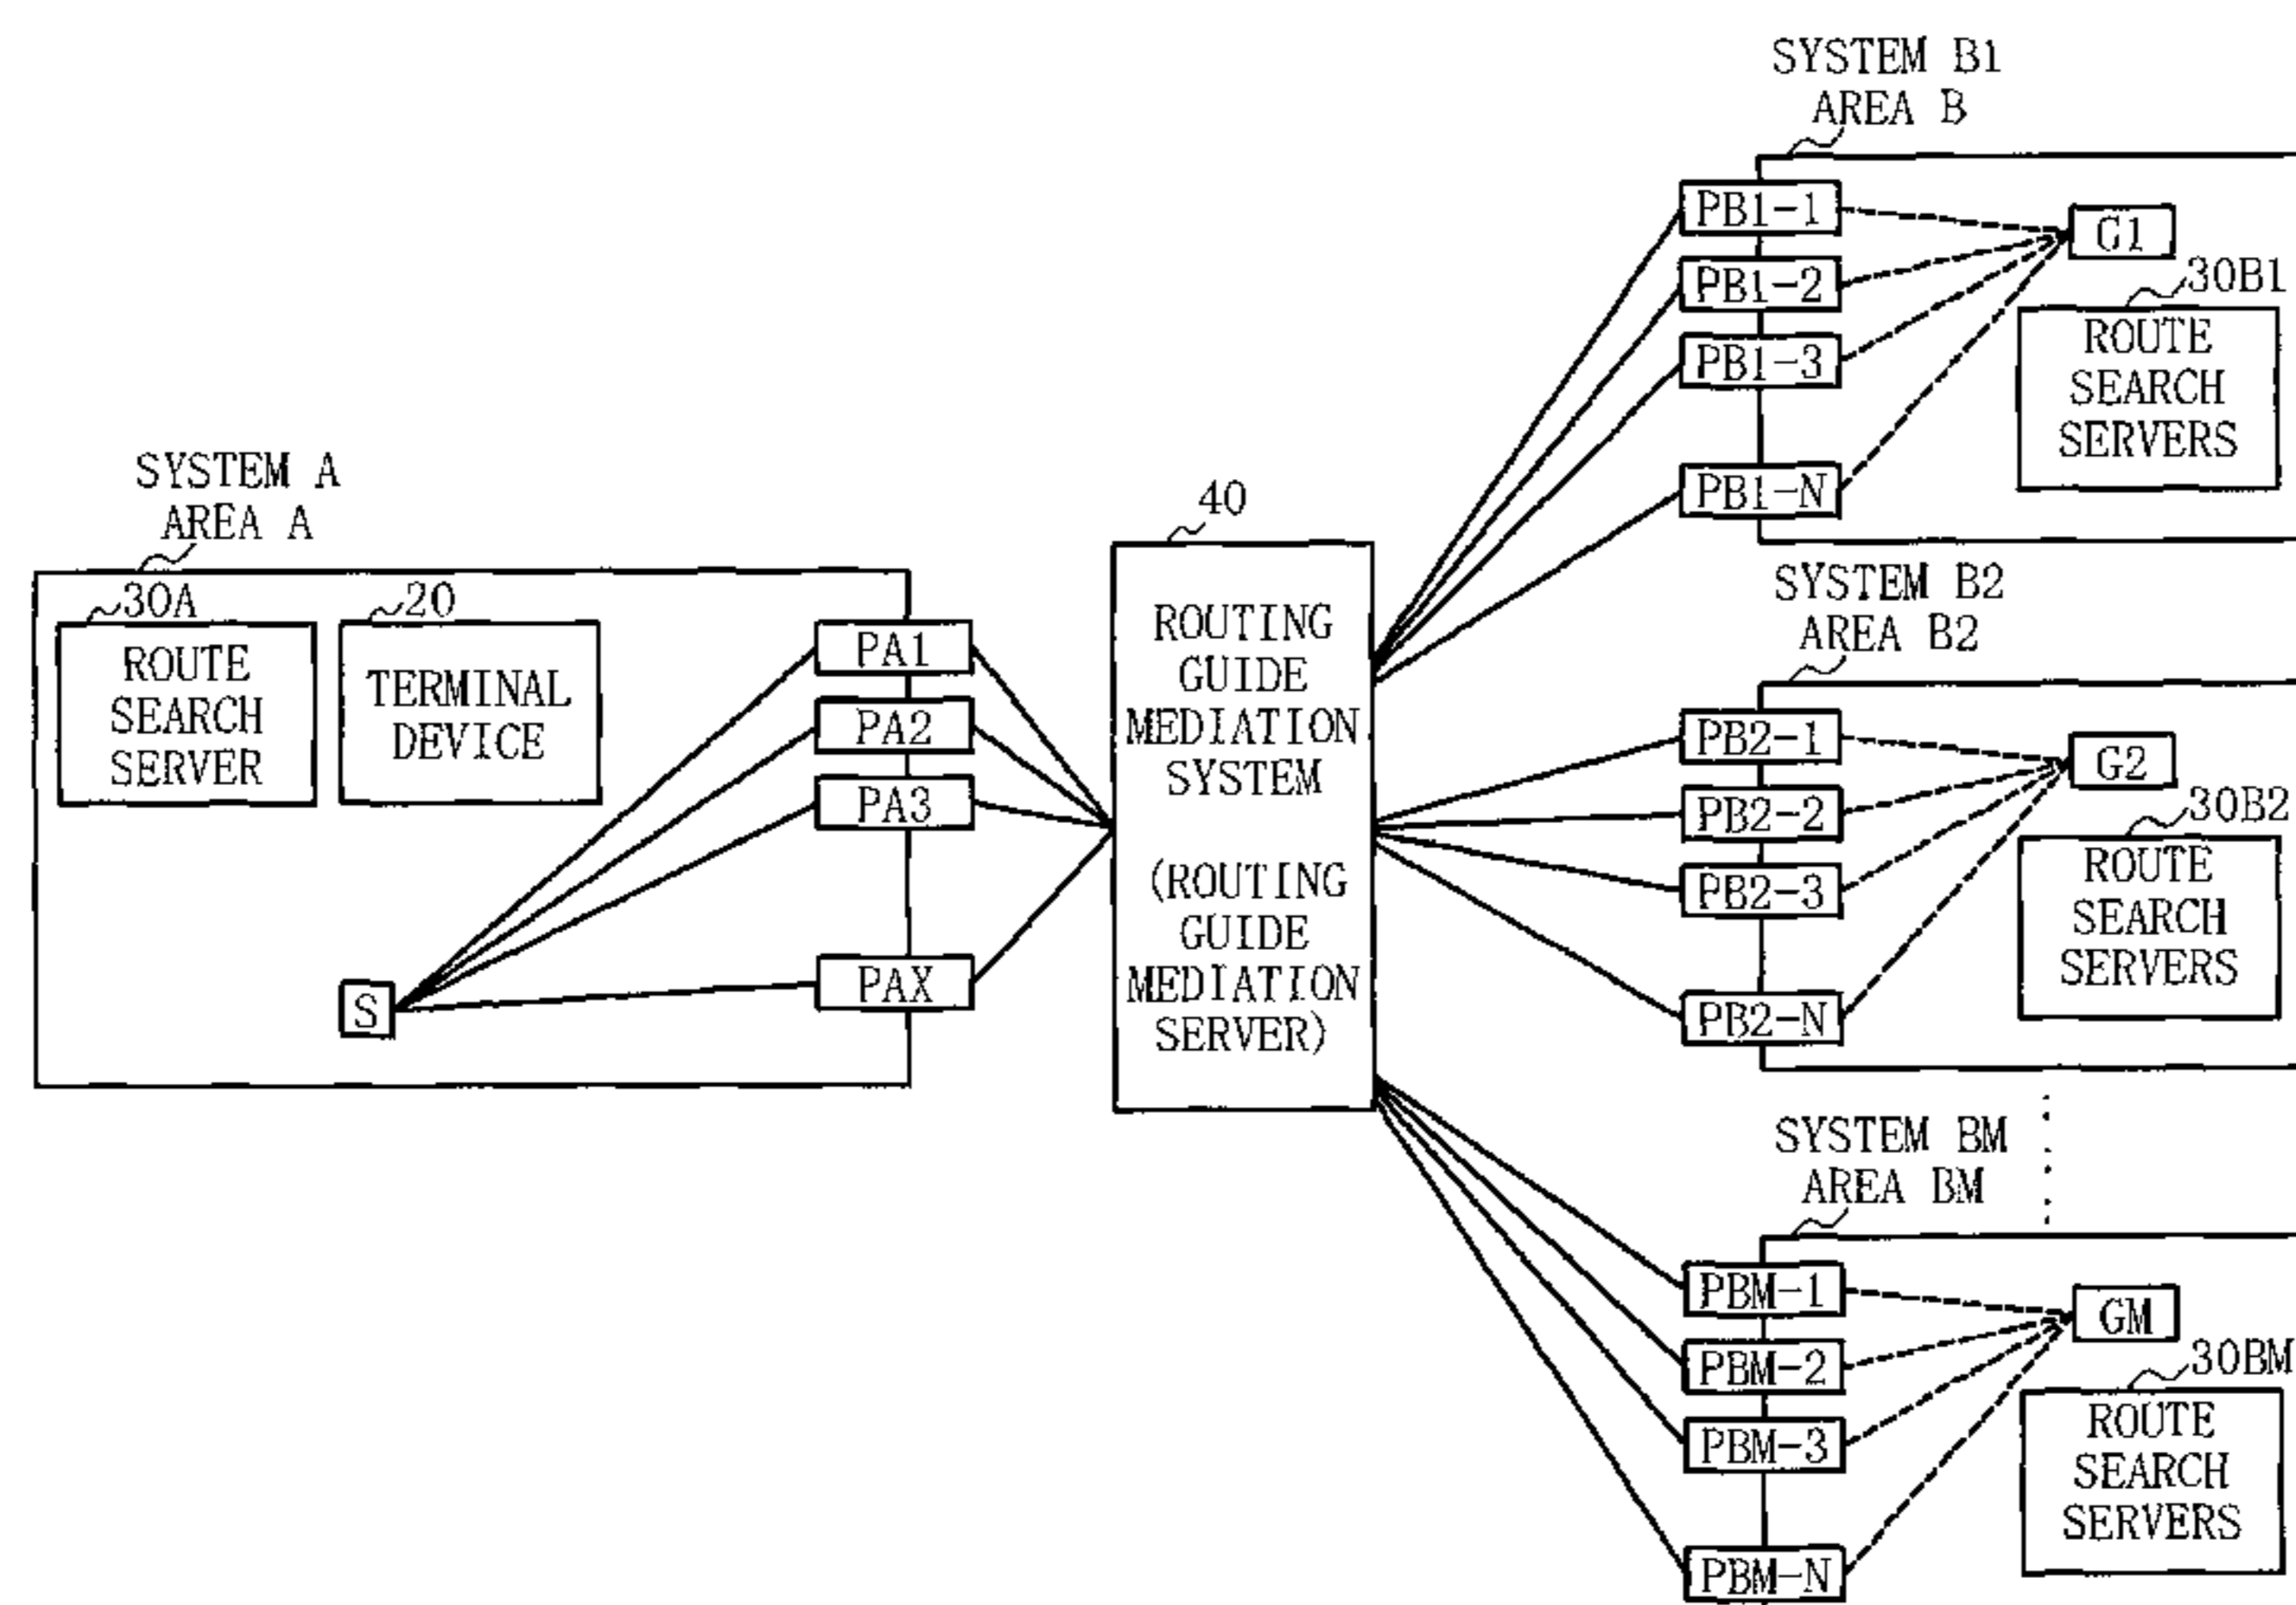 SYSTEM A
AREA A
30A
ROUTE
SEARCH
SERVER
20
TERMINAL
DEVICE
S
PA1
PA2
PA3
PAX
40
ROUTING
GUIDE
MEDIATION
SYSTEM
(ROUTING
GUIDE
MEDIATION
SERVER)
SYSTEM B1
AREA B
PB1-1
PB1-2
PB1-3
PB1-N
G1
30B1
ROUTE
SEARCH
SERVERS
SYSTEM B2
AREA B2
PB2-1
PB2-2
PB2-3
PB2-N
G2
30B2
ROUTE
SEARCH
SERVERS
SYSTEM BM
AREA BM
PBM-1
PBM-2
PBM-3
PBM-N
GM
30BM
ROUTE
SEARCH
SERVERS